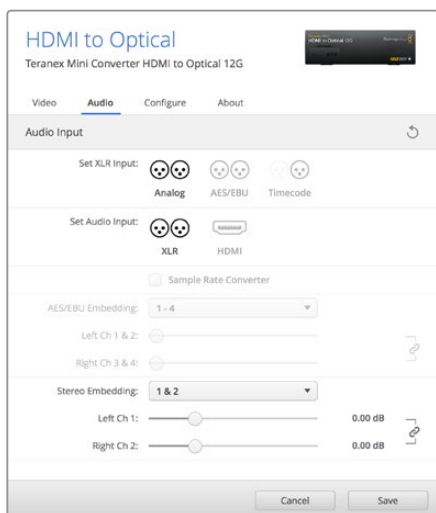 HDMI to Optical
Teranex Mini Converter HDMI to Optical 12G
Video Audio Configure About
Audio Input
Set XLR Input:
Analog AES/EBU Timecode
Set Audio Input:
XLR HDMI
Sample Rate Converter
AES/EBU Embedding: 1 - 4
Left Ch 1 & 2:
Right Ch 3 & 4:
Stereo Embedding: 1 & 2
Left Ch 1: 0.00 dB
Right Ch 2: 0.00 dB
Cancel Save